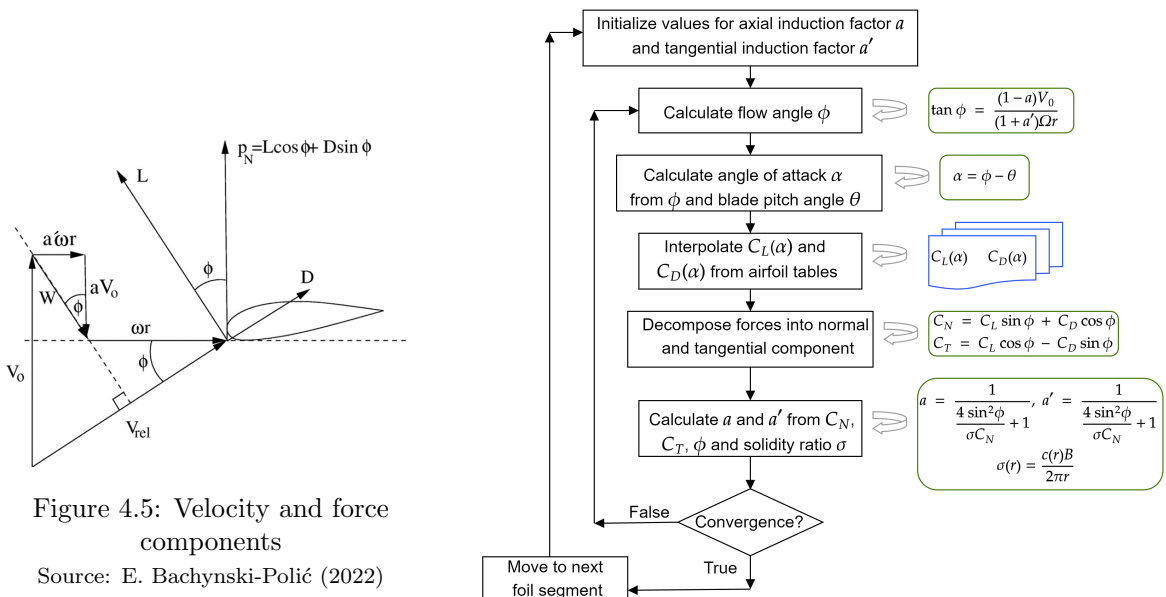 p_N=Lcosϕ+ Dsin ϕ
L
a´ωr
ϕ
D
W
ϕ
aV_o
ωr
ϕ
V_o
V_rel
Figure 4.5: Velocity and force
components
Source: E. Bachynski-Polić (2022)
Initialize values for axial induction factor a
and tangential induction factor a′
Calculate flow angle ϕ
tan ϕ = (1 − a)V_0 / (1 + a′)Ωr
Calculate angle of attack α
from ϕ and blade pitch angle θ
α = ϕ − θ
Interpolate C_L(α) and
C_D(α) from airfoil tables
C_L(α) C_D(α)
Decompose forces into normal
and tangential component
C_N = C_L sin ϕ + C_D cos ϕ
C_T = C_L cos ϕ − C_D sin ϕ
Calculate a and a′ from C_N,
C_T, ϕ and solidity ratio σ
a = 1 / (4 sin²ϕ / σC_N + 1), a′ = 1 / (4 sin²ϕ / σC_N + 1)
σ(r) = c(r)B / 2πr
Convergence?
False
True
Move to next
foil segment